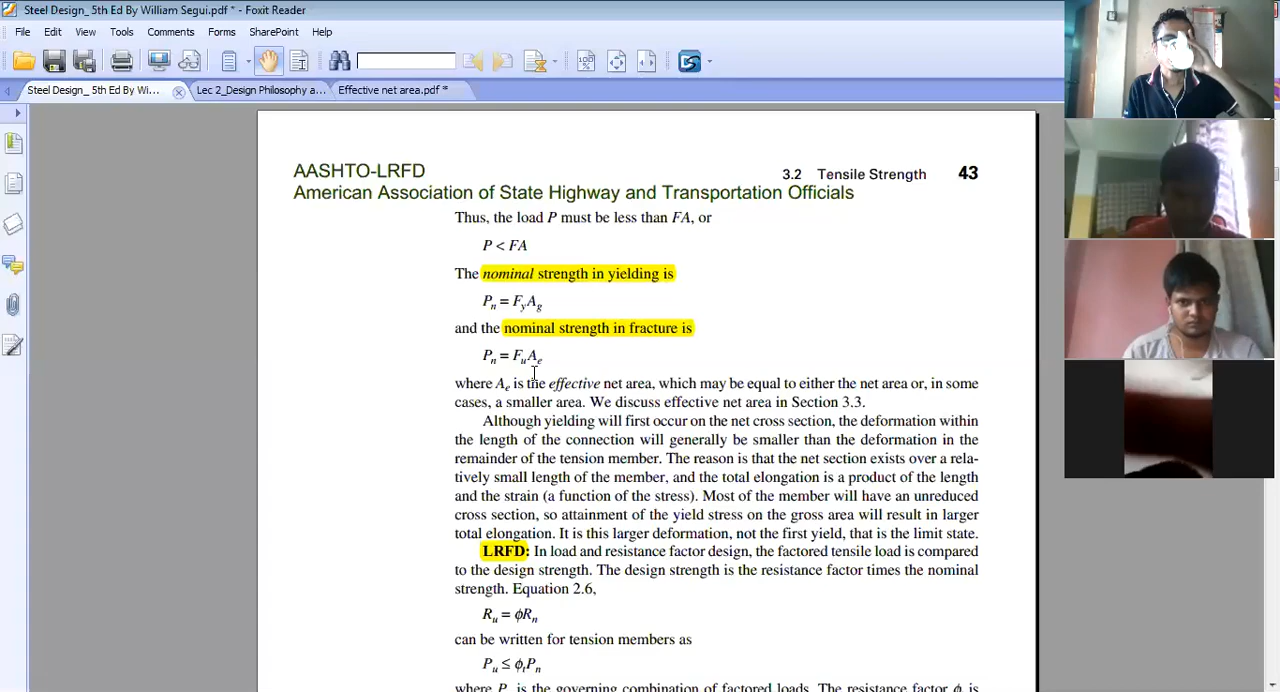 Steel Design_ 5th Ed By William Segui.pdf * - Foxit Reader
File Edit View Tools Comments Forms SharePoint Help
Steel Design_ 5th Ed By Wi... Lec 2_Design Philosophy a... Effective net area.pdf *
AASHTO-LRFD
3.2 Tensile Strength 43
American Association of State Highway and Transportation Officials
Thus, the load P must be less than FA, or
P < FA
The nominal strength in yielding is
Pn = FyAg
and the nominal strength in fracture is
Pn = FuAe
where Ae is the effective net area, which may be equal to either the net area or, in some
cases, a smaller area. We discuss effective net area in Section 3.3.
Although yielding will first occur on the net cross section, the deformation within
the length of the connection will generally be smaller than the deformation in the
remainder of the tension member. The reason is that the net section exists over a rela-
tively small length of the member, and the total elongation is a product of the length
and the strain (a function of the stress). Most of the member will have an unreduced
cross section, so attainment of the yield stress on the gross area will result in larger
total elongation. It is this larger deformation, not the first yield, that is the limit state.
LRFD: In load and resistance factor design, the factored tensile load is compared
to the design strength. The design strength is the resistance factor times the nominal
strength. Equation 2.6,
Ru = ϕRn
can be written for tension members as
Pu ≤ ϕtPn
where P is the governing combination of factored loads. The resistance factor ϕ is